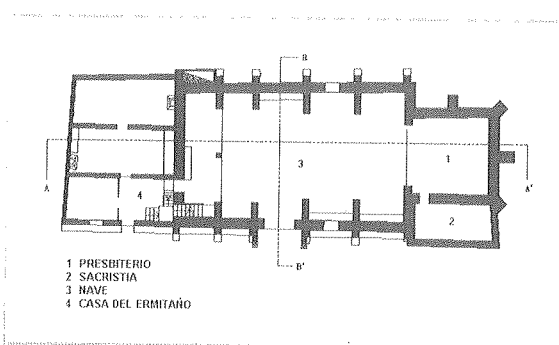 B
3
1
A
A'
4
2
B'
1 PRESBITERIO
2 SACRISTIA
3 NAVE
4 CASA DEL ERMITAÑO